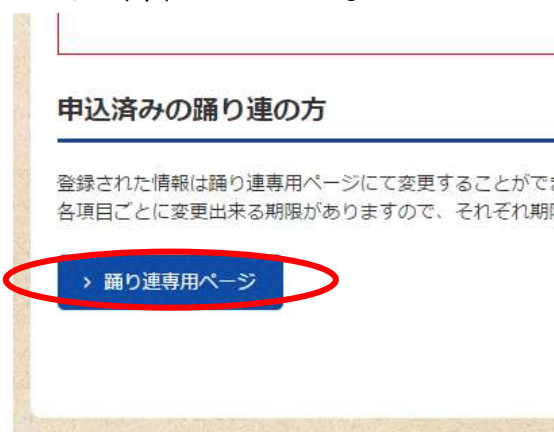 申込済みの踊り連の方
登録された情報は踊り連専用ページにて変更することがで
各項目ごとに変更出来る期限がありますので、それぞれ期
› 踊り連専用ページ